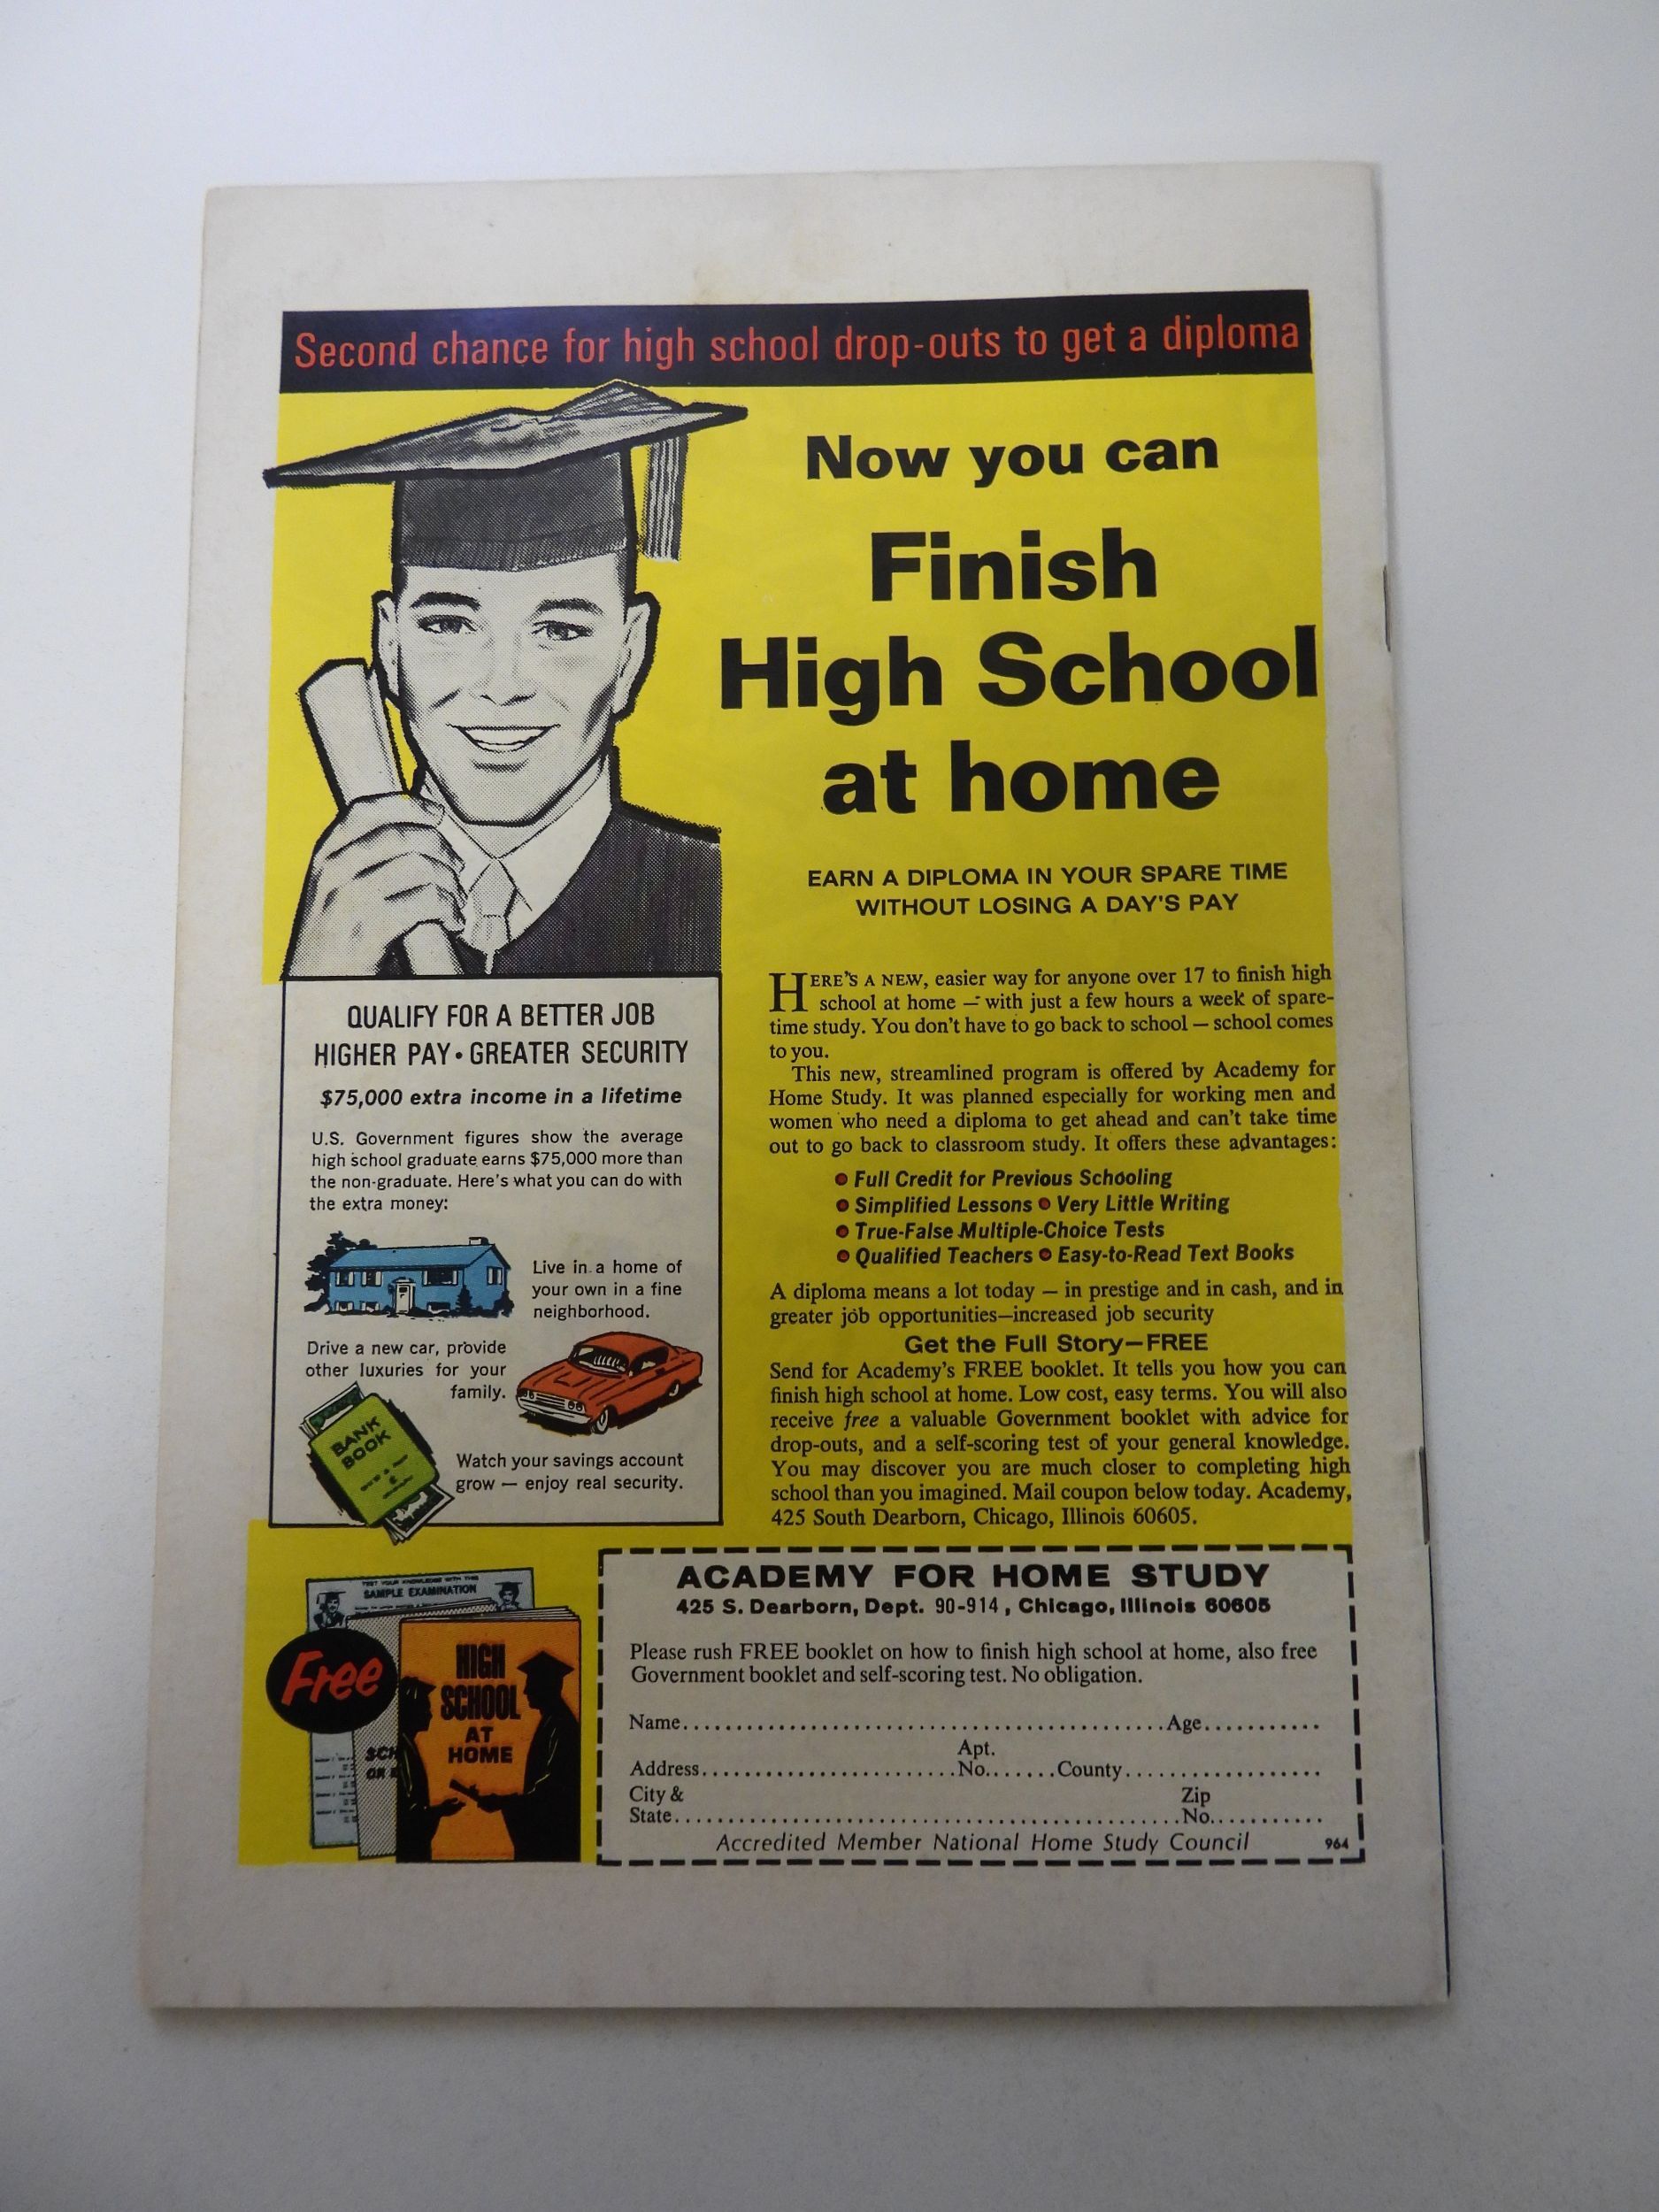 Second chance for high school drop-outs to get a diploma
Now you can
Finish
High School
at home
EARN A DIPLOMA IN YOUR SPARE TIME
WITHOUT LOSING A DAY'S PAY
QUALIFY FOR A BETTER JOB
HIGHER PAY • GREATER SECURITY
$75,000 extra income in a lifetime
U.S. Government figures show the average
high school graduate earns $75,000 more than
the non-graduate. Here's what you can do with
the extra money:
Live in a home of
your own in a fine
neighborhood.
Drive a new car, provide
other luxuries for your
family.
BANK
BOOK
Watch your savings account
grow — enjoy real security.
HERE'S A NEW, easier way for anyone over 17 to finish high
school at home — with just a few hours a week of spare-
time study. You don't have to go back to school — school comes
to you.
This new, streamlined program is offered by Academy for
Home Study. It was planned especially for working men and
women who need a diploma to get ahead and can't take time
out to go back to classroom study. It offers these advantages:
• Full Credit for Previous Schooling
• Simplified Lessons • Very Little Writing
• True-False Multiple-Choice Tests
• Qualified Teachers • Easy-to-Read Text Books
A diploma means a lot today — in prestige and in cash, and in
greater job opportunities—increased job security
Get the Full Story—FREE
Send for Academy's FREE booklet. It tells you how you can
finish high school at home. Low cost, easy terms. You will also
receive free a valuable Government booklet with advice for
drop-outs, and a self-scoring test of your general knowledge.
You may discover you are much closer to completing high
school than you imagined. Mail coupon below today. Academy,
425 South Dearborn, Chicago, Illinois 60605.
TEST YOUR KNOWLEDGE WITH THIS
SAMPLE EXAMINATION
Free
HIGH
SCHOOL
AT
HOME
ACADEMY FOR HOME STUDY
425 S. Dearborn, Dept. 90-914, Chicago, Illinois 60605
Please rush FREE booklet on how to finish high school at home, also free
Government booklet and self-scoring test. No obligation.
Name............................................Age...........
Apt.
Address........................No.......County..................
City & Zip
State..............................................No...........
Accredited Member National Home Study Council 964